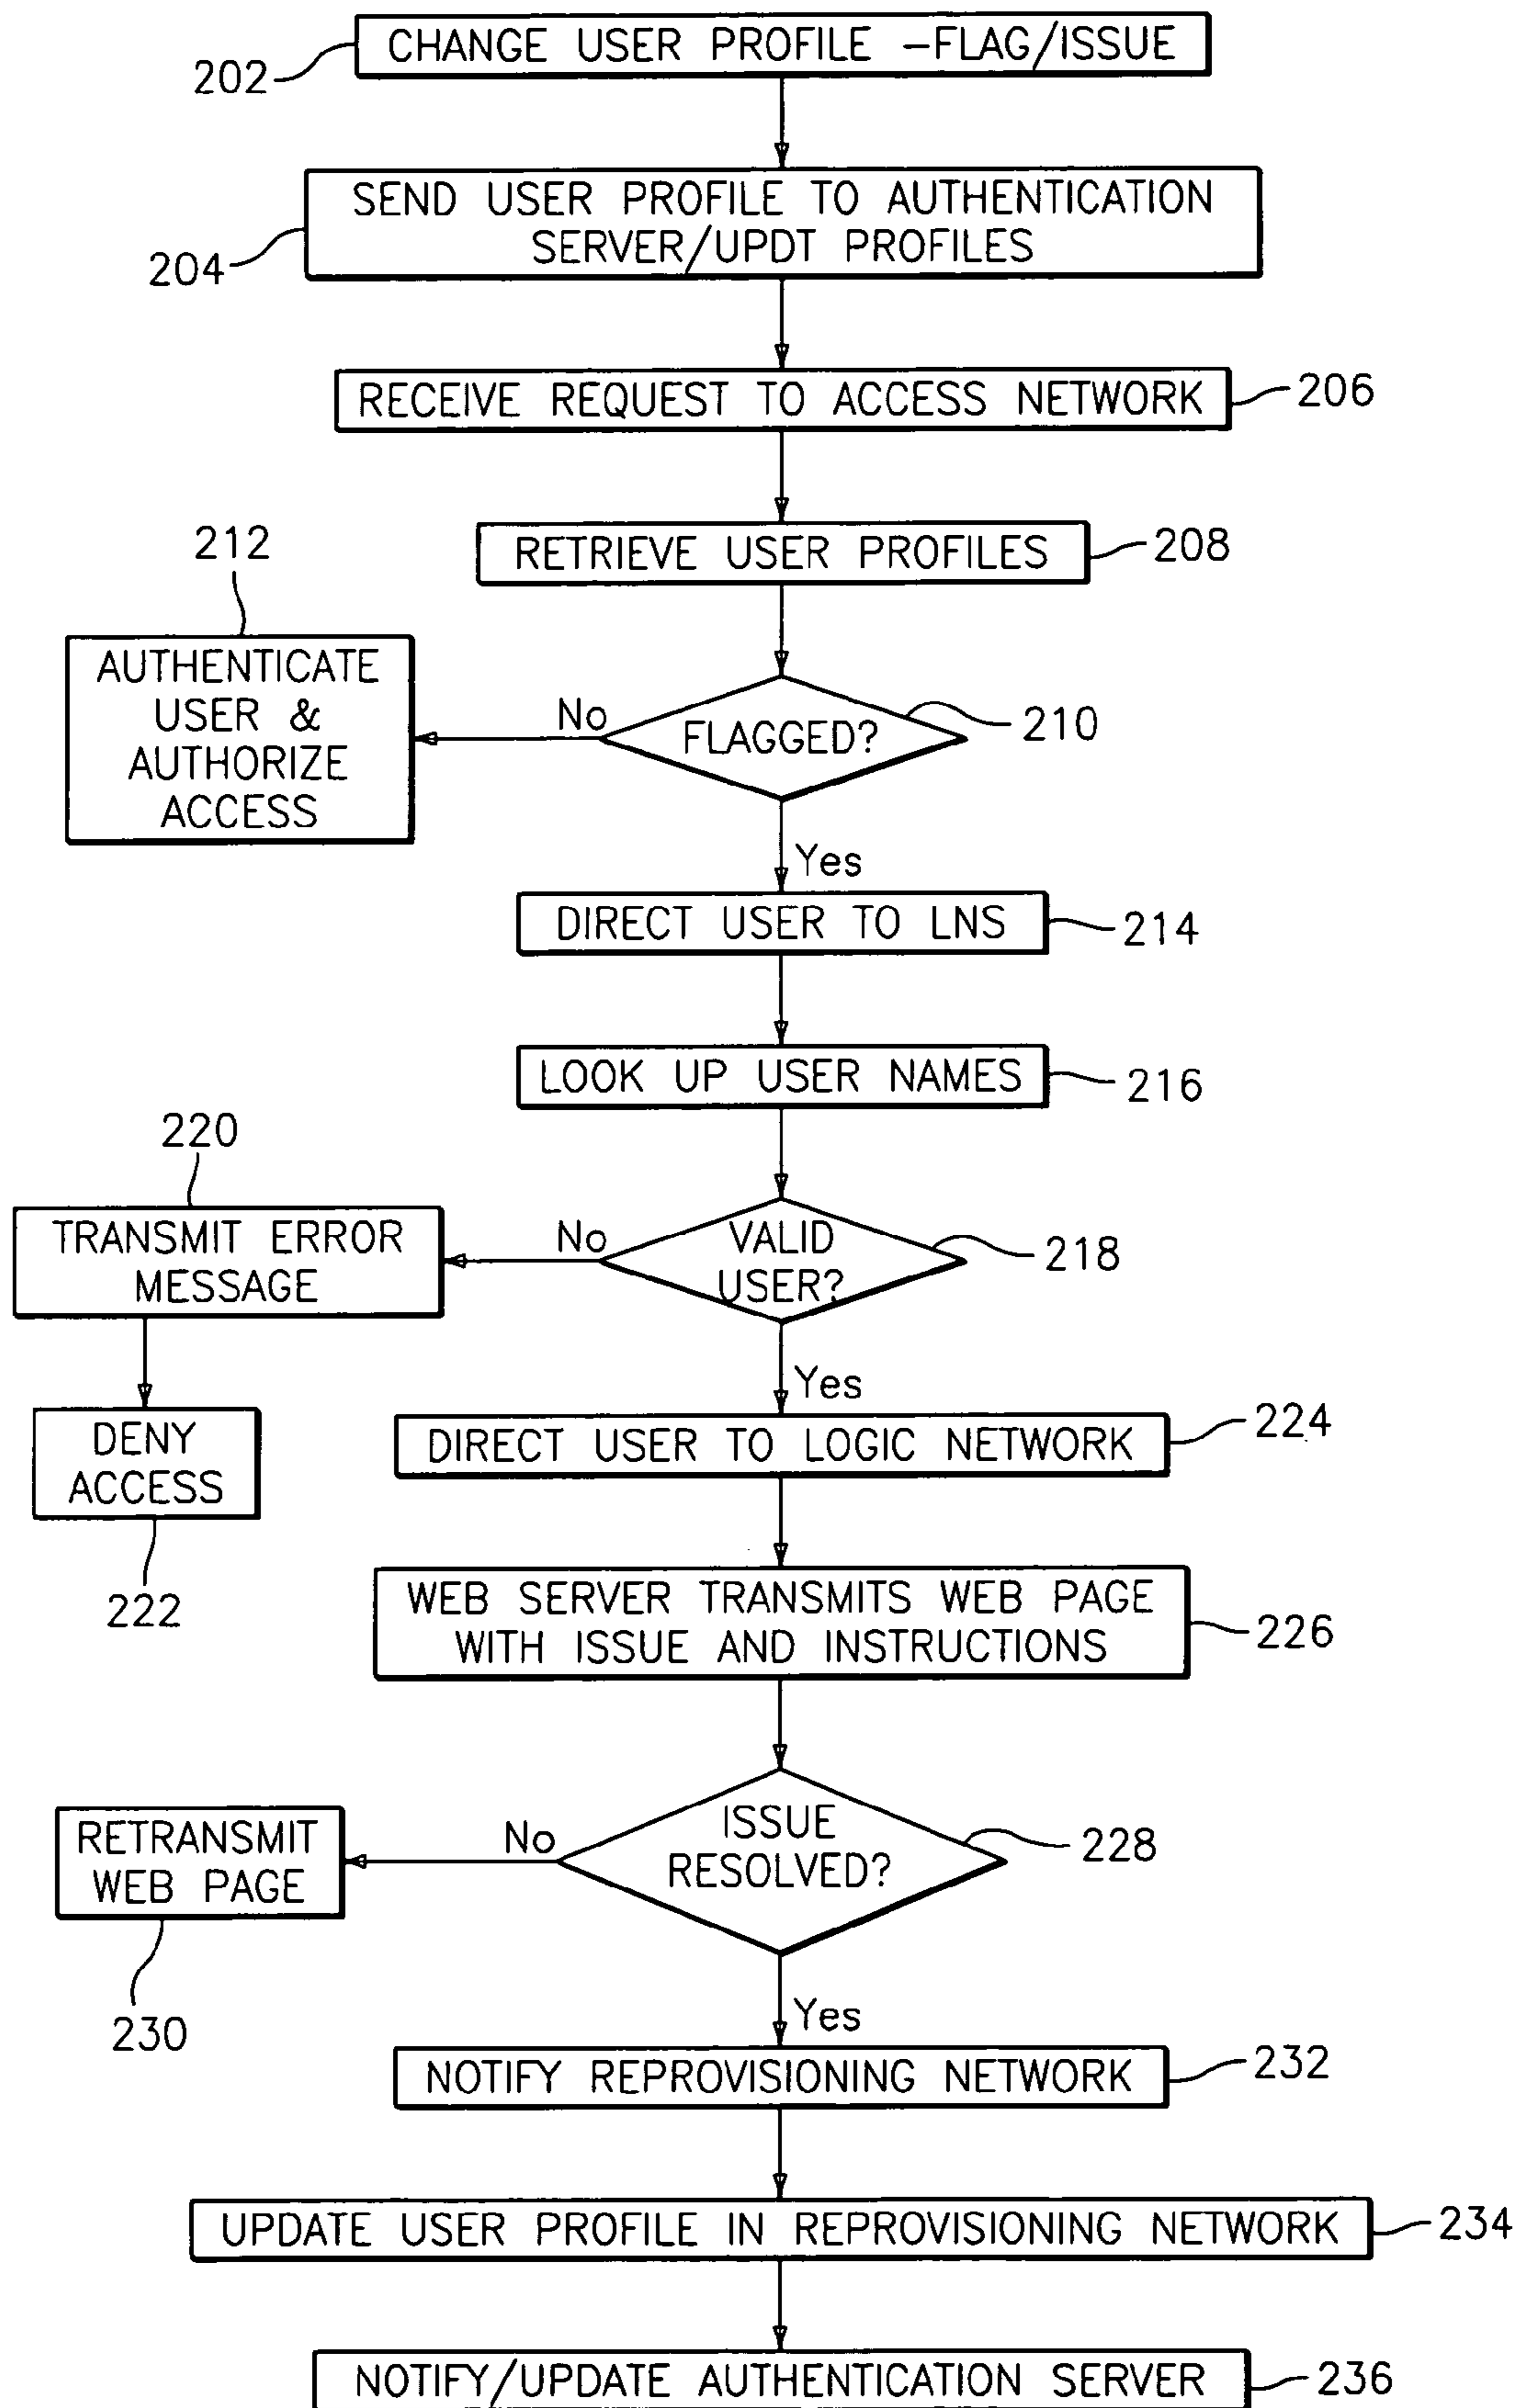 CHANGE USER PROFILE -FLAG/ISSUE
202
SEND USER PROFILE TO AUTHENTICATION
SERVER/UPDT PROFILES
204
RECEIVE REQUEST TO ACCESS NETWORK
206
RETRIEVE USER PROFILES
208
212
AUTHENTICATE
USER &
AUTHORIZE
ACCESS
No
FLAGGED?
210
Yes
DIRECT USER TO LNS
214
LOOK UP USER NAMES
216
220
TRANSMIT ERROR
MESSAGE
No
VALID
USER?
218
Yes
DENY
ACCESS
222
DIRECT USER TO LOGIC NETWORK
224
WEB SERVER TRANSMITS WEB PAGE
WITH ISSUE AND INSTRUCTIONS
226
RETRANSMIT
WEB PAGE
230
No
ISSUE
RESOLVED?
228
Yes
NOTIFY REPROVISIONING NETWORK
232
UPDATE USER PROFILE IN REPROVISIONING NETWORK
234
NOTIFY/UPDATE AUTHENTICATION SERVER
236